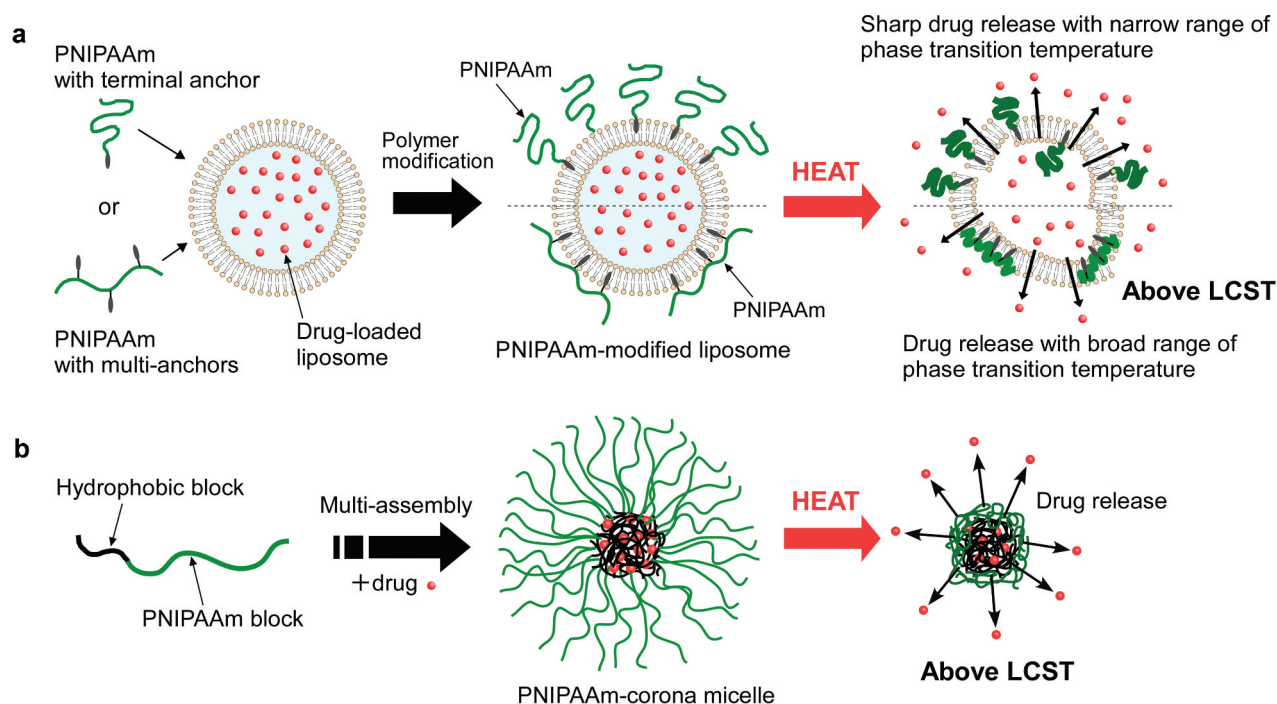 a
PNIPAAm
with terminal anchor
or
PNIPAAm
with multi-anchors
Drug-loaded
liposome
Polymer
modification
PNIPAAm
PNIPAAm
PNIPAAm-modified liposome
HEAT
Sharp drug release with narrow range of
phase transition temperature
Above LCST
Drug release with broad range of
phase transition temperature
b
Hydrophobic block
PNIPAAm block
Multi-assembly
+drug
PNIPAAm-corona micelle
HEAT
Drug release
Above LCST